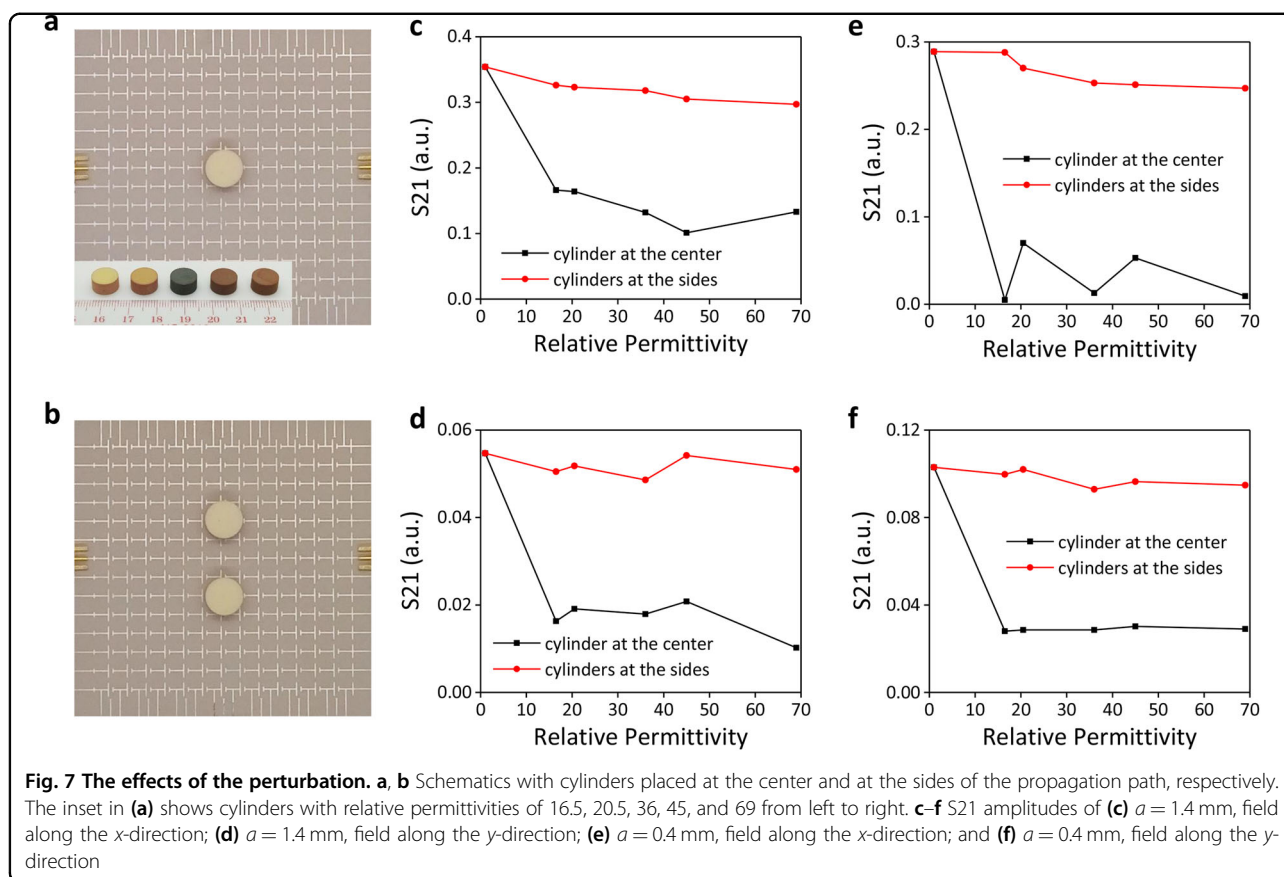 a
16 17 18 19 20 21 22
c
0.4
0.3
0.2
0.1
0.0
S21 (a.u.)
cylinder at the center
cylinders at the sides
0 10 20 30 40 50 60 70
Relative Permittivity
e
0.3
0.2
0.1
0.0
S21 (a.u.)
cylinder at the center
cylinders at the sides
0 10 20 30 40 50 60 70
Relative Permittivity
b
d
0.06
0.04
0.02
0.00
S21 (a.u.)
cylinder at the center
cylinders at the sides
0 10 20 30 40 50 60 70
Relative Permittivity
f
0.12
0.08
0.04
0.00
S21 (a.u.)
cylinder at the center
cylinders at the sides
0 10 20 30 40 50 60 70
Relative Permittivity
Fig. 7 The effects of the perturbation. a, b Schematics with cylinders placed at the center and at the sides of the propagation path, respectively.
The inset in (a) shows cylinders with relative permittivities of 16.5, 20.5, 36, 45, and 69 from left to right. c–f S21 amplitudes of (c) a = 1.4 mm, field
along the x-direction; (d) a = 1.4 mm, field along the y-direction; (e) a = 0.4 mm, field along the x-direction; and (f) a = 0.4 mm, field along the y-
direction